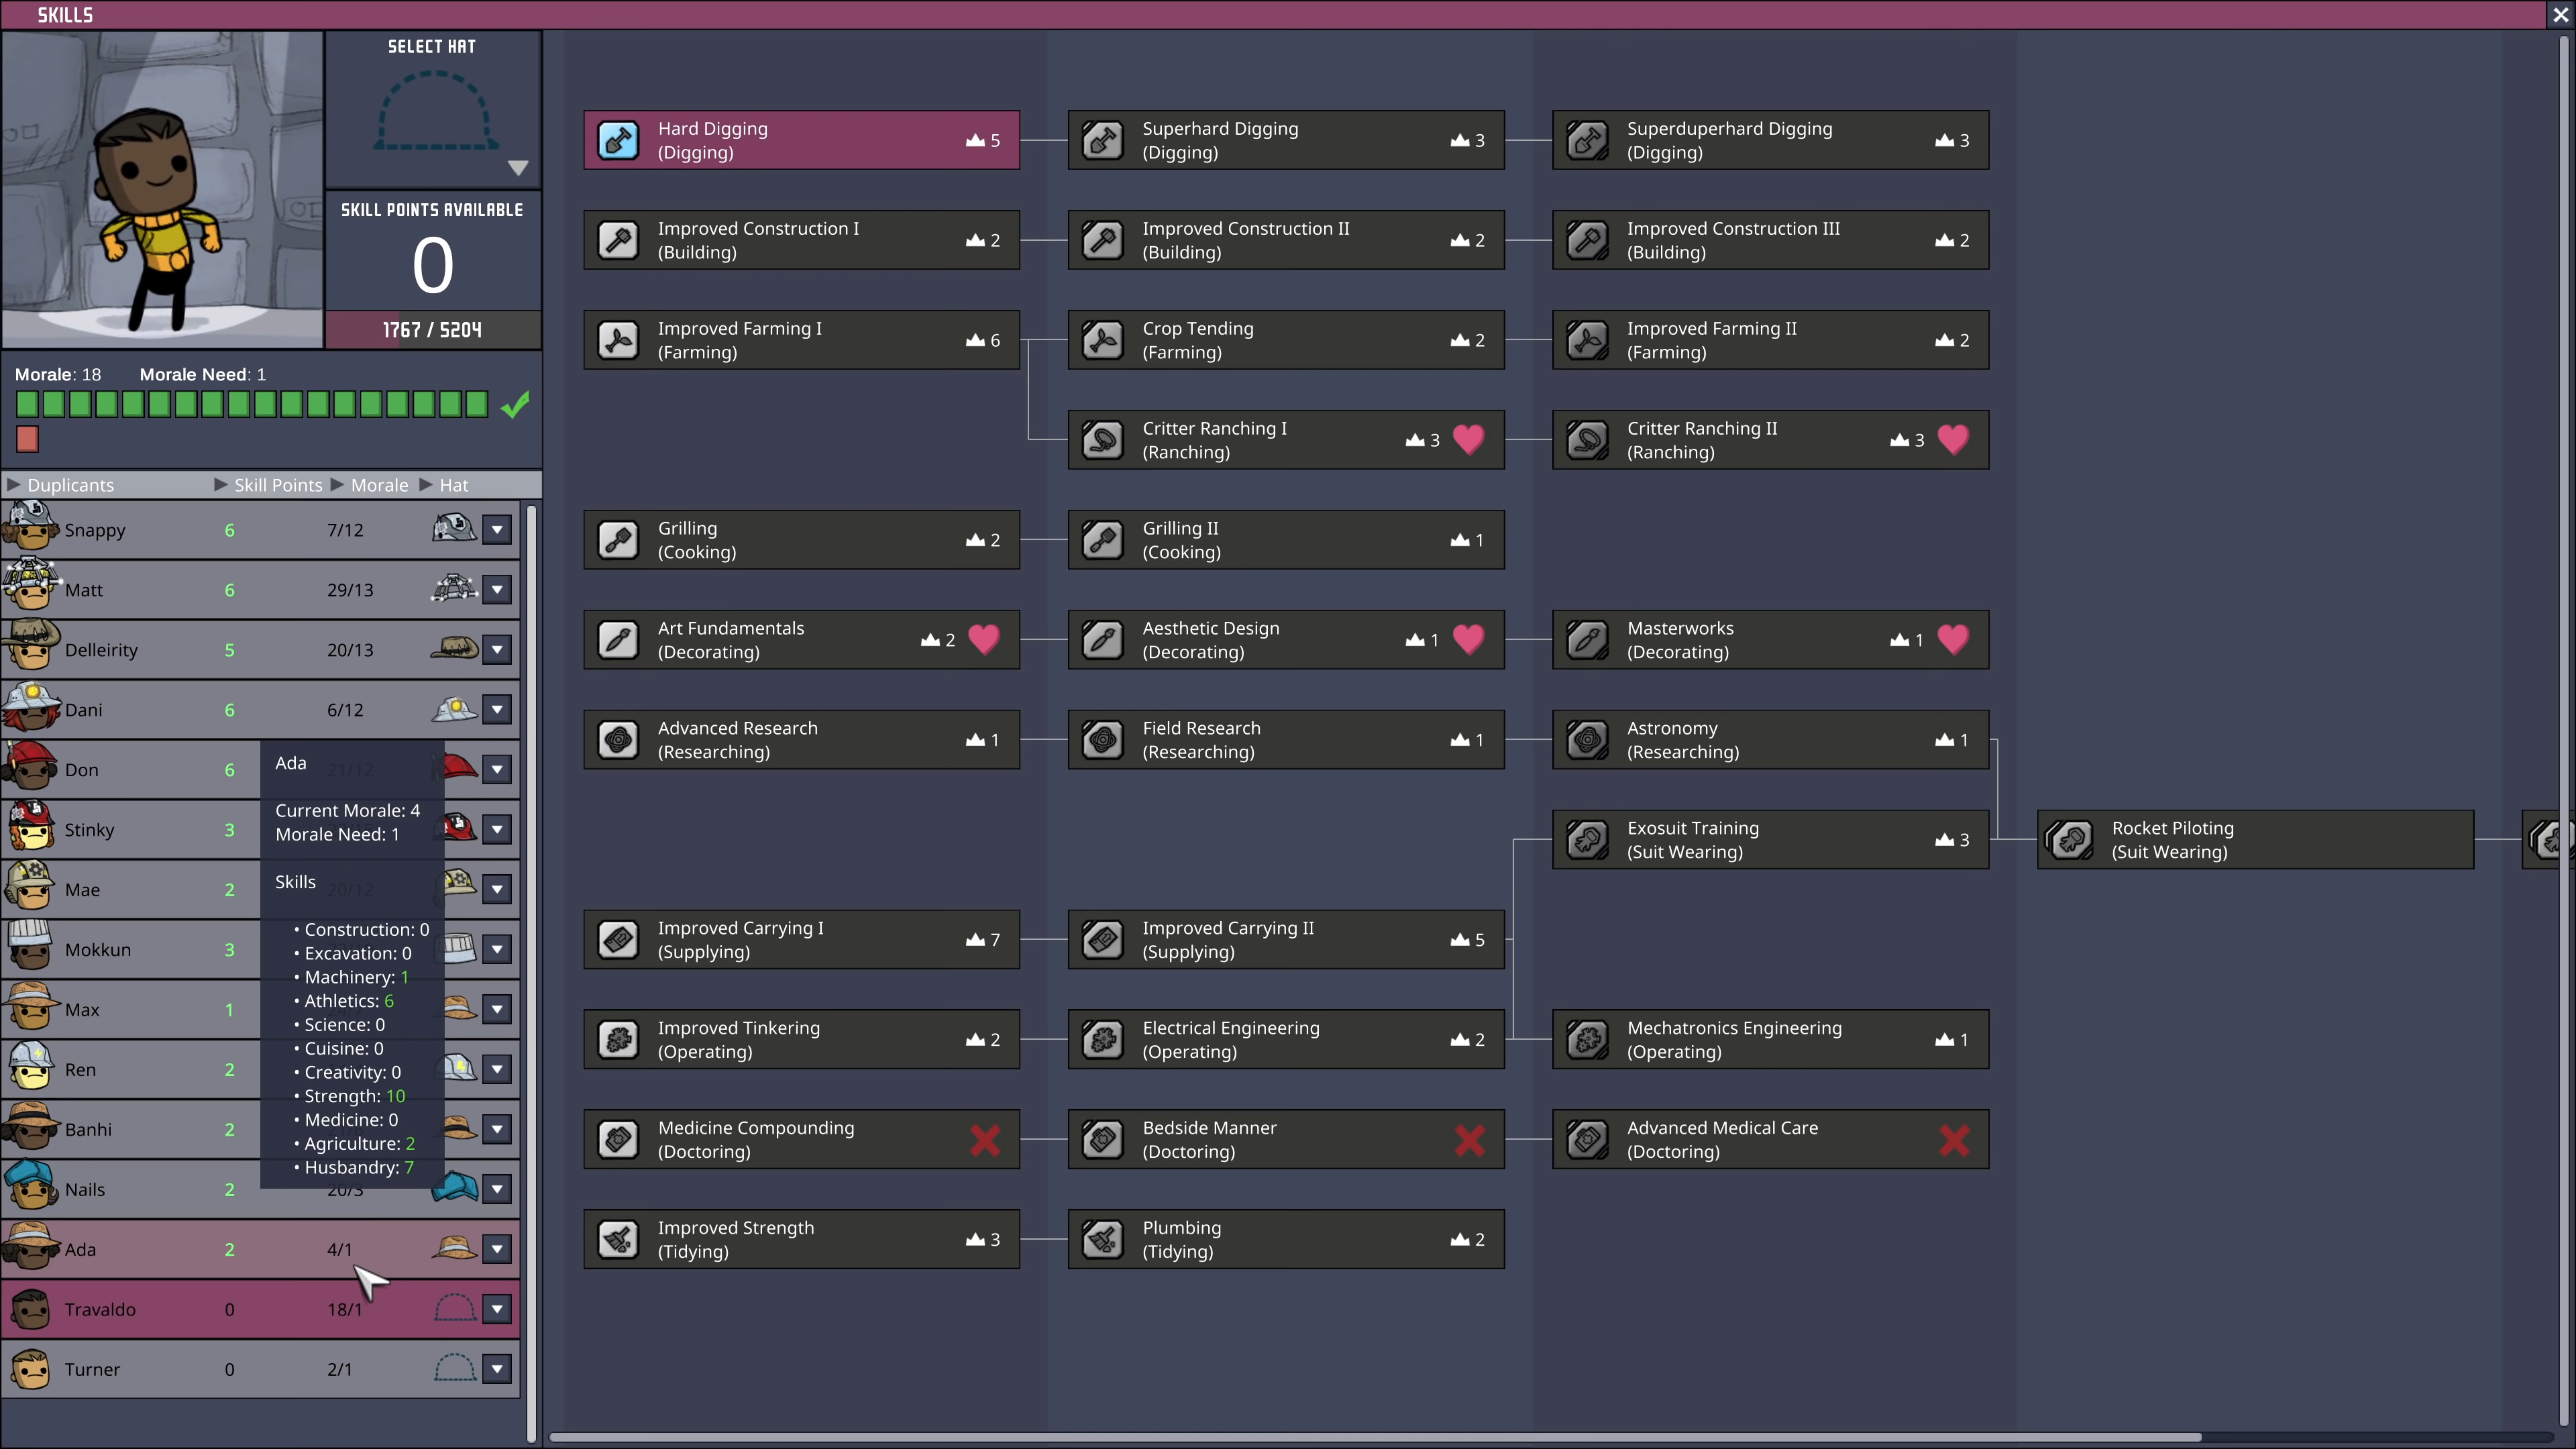 SKILLS
SELECT HAT
SKILL POINTS AVAILABLE
0
1767 / 5204
Morale: 18 Morale Need: 1
Duplicants Skill Points Morale Hat
Snappy 6 7/12
Matt 6 29/13
Delleirity 5 20/13
Dani 6 6/12
Don 6 21/12
Stinky 3
Mae 2 20/12
Mokkun 3
Max 1
Ren 2
Banhi 2
Nails 2 20/3
Ada 2 4/1
Travaldo 0 18/1
Turner 0 2/1
Ada
Current Morale: 4
Morale Need: 1
Skills
• Construction: 0
• Excavation: 0
• Machinery: 1
• Athletics: 6
• Science: 0
• Cuisine: 0
• Creativity: 0
• Strength: 10
• Medicine: 0
• Agriculture: 2
• Husbandry: 7
Hard Digging
(Digging)
5
Superhard Digging
(Digging)
3
Superduperhard Digging
(Digging)
3
Improved Construction I
(Building)
2
Improved Construction II
(Building)
2
Improved Construction III
(Building)
2
Improved Farming I
(Farming)
6
Crop Tending
(Farming)
2
Improved Farming II
(Farming)
2
Critter Ranching I
(Ranching)
3
Critter Ranching II
(Ranching)
3
Grilling
(Cooking)
2
Grilling II
(Cooking)
1
Art Fundamentals
(Decorating)
2
Aesthetic Design
(Decorating)
1
Masterworks
(Decorating)
1
Advanced Research
(Researching)
1
Field Research
(Researching)
1
Astronomy
(Researching)
1
Exosuit Training
(Suit Wearing)
3
Rocket Piloting
(Suit Wearing)
Improved Carrying I
(Supplying)
7
Improved Carrying II
(Supplying)
5
Improved Tinkering
(Operating)
2
Electrical Engineering
(Operating)
2
Mechatronics Engineering
(Operating)
1
Medicine Compounding
(Doctoring)
Bedside Manner
(Doctoring)
Advanced Medical Care
(Doctoring)
Improved Strength
(Tidying)
3
Plumbing
(Tidying)
2